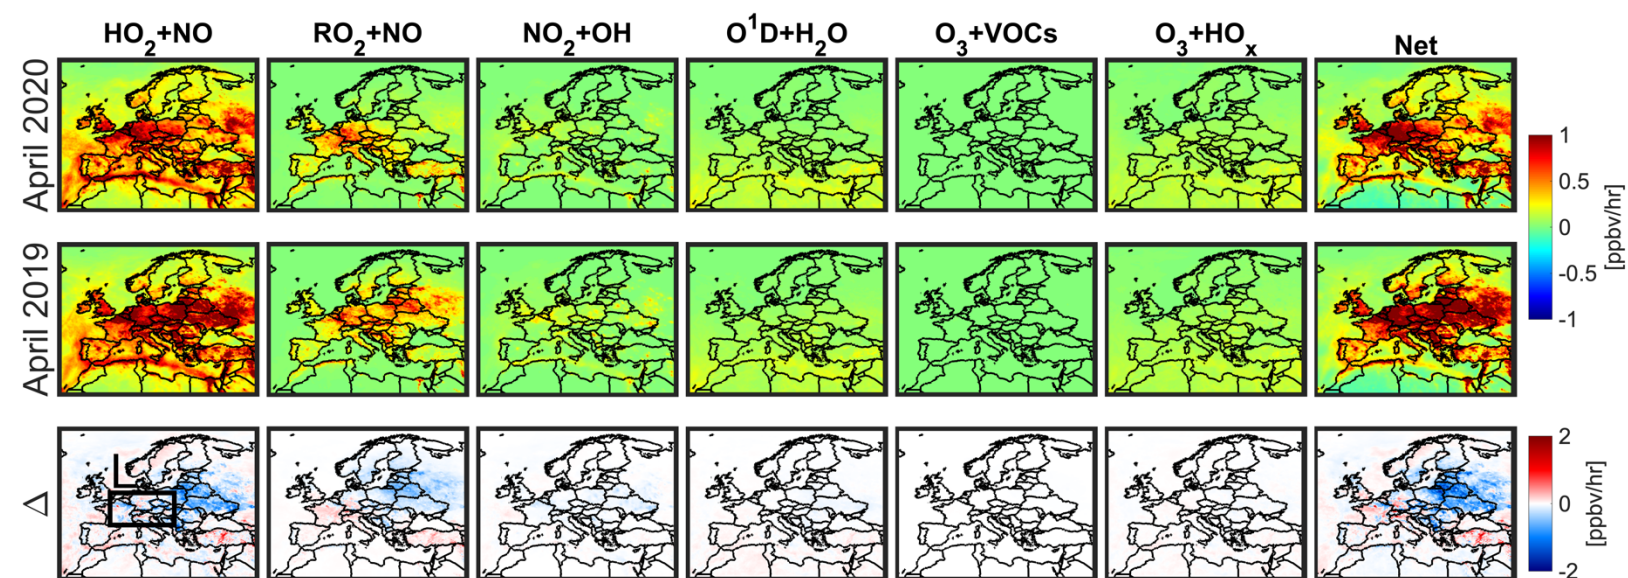 HO₂+NO RO₂+NO NO₂+OH O¹D+H₂O O₃+VOCs O₃+HOₓ Net
April 2020
April 2019
Δ
1
0.5
0
-0.5
-1
[ppbv/hr]
2
0
-2
[ppbv/hr]
L